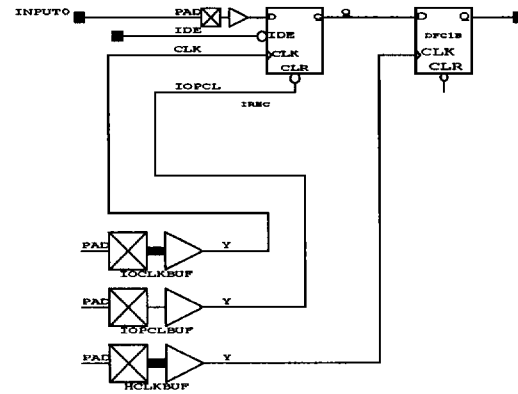 INPUT0 PAD D Q Q D Q
IDE IDE DFC1B
CLK CLK CLK
CLR CLR
IOPCL
IREC
PAD Y
IOCLKBUF
PAD Y
IOPCLBUF
PAD Y
HCLKBUF